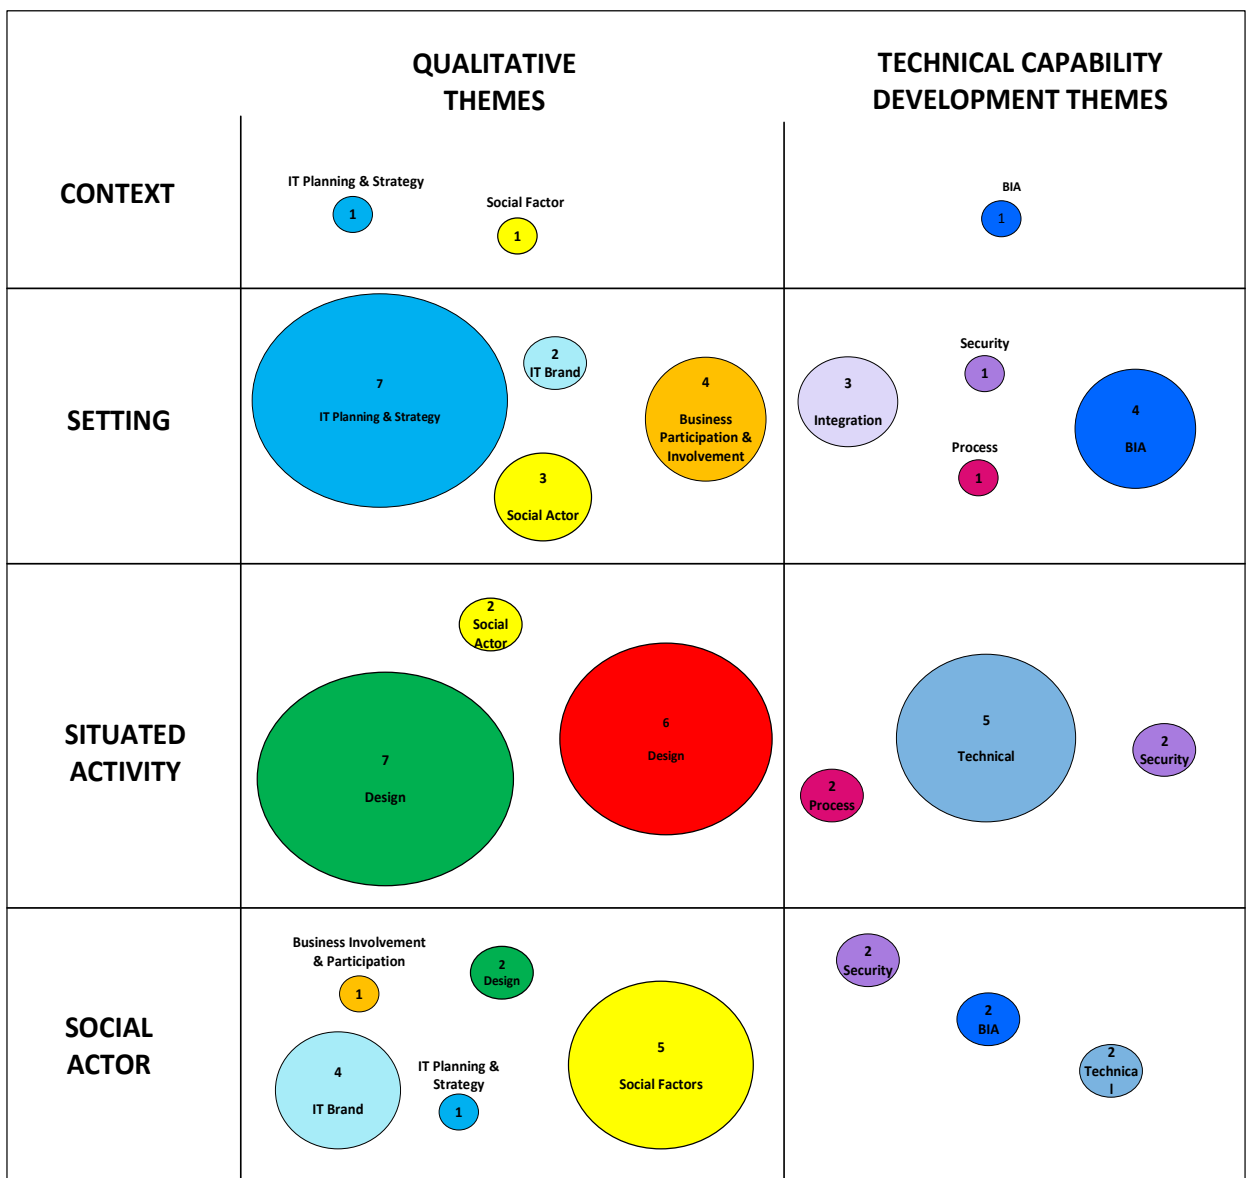 QUALITATIVE
THEMES
TECHNICAL CAPABILITY
DEVELOPMENT THEMES
CONTEXT
IT Planning & Strategy
1
Social Factor
1
BIA
1
SETTING
7
IT Planning & Strategy
2
IT Brand
3
Social Actor
4
Business
Participation &
Involvement
3
Integration
Security
1
Process
1
4
BIA
SITUATED
ACTIVITY
2
Social
Actor
7
Design
6
Design
2
Process
5
Technical
2
Security
SOCIAL
ACTOR
Business Involvement
& Participation
1
2
Design
4
IT Brand
IT Planning &
Strategy
1
5
Social Factors
2
Security
2
BIA
2
Technica
l